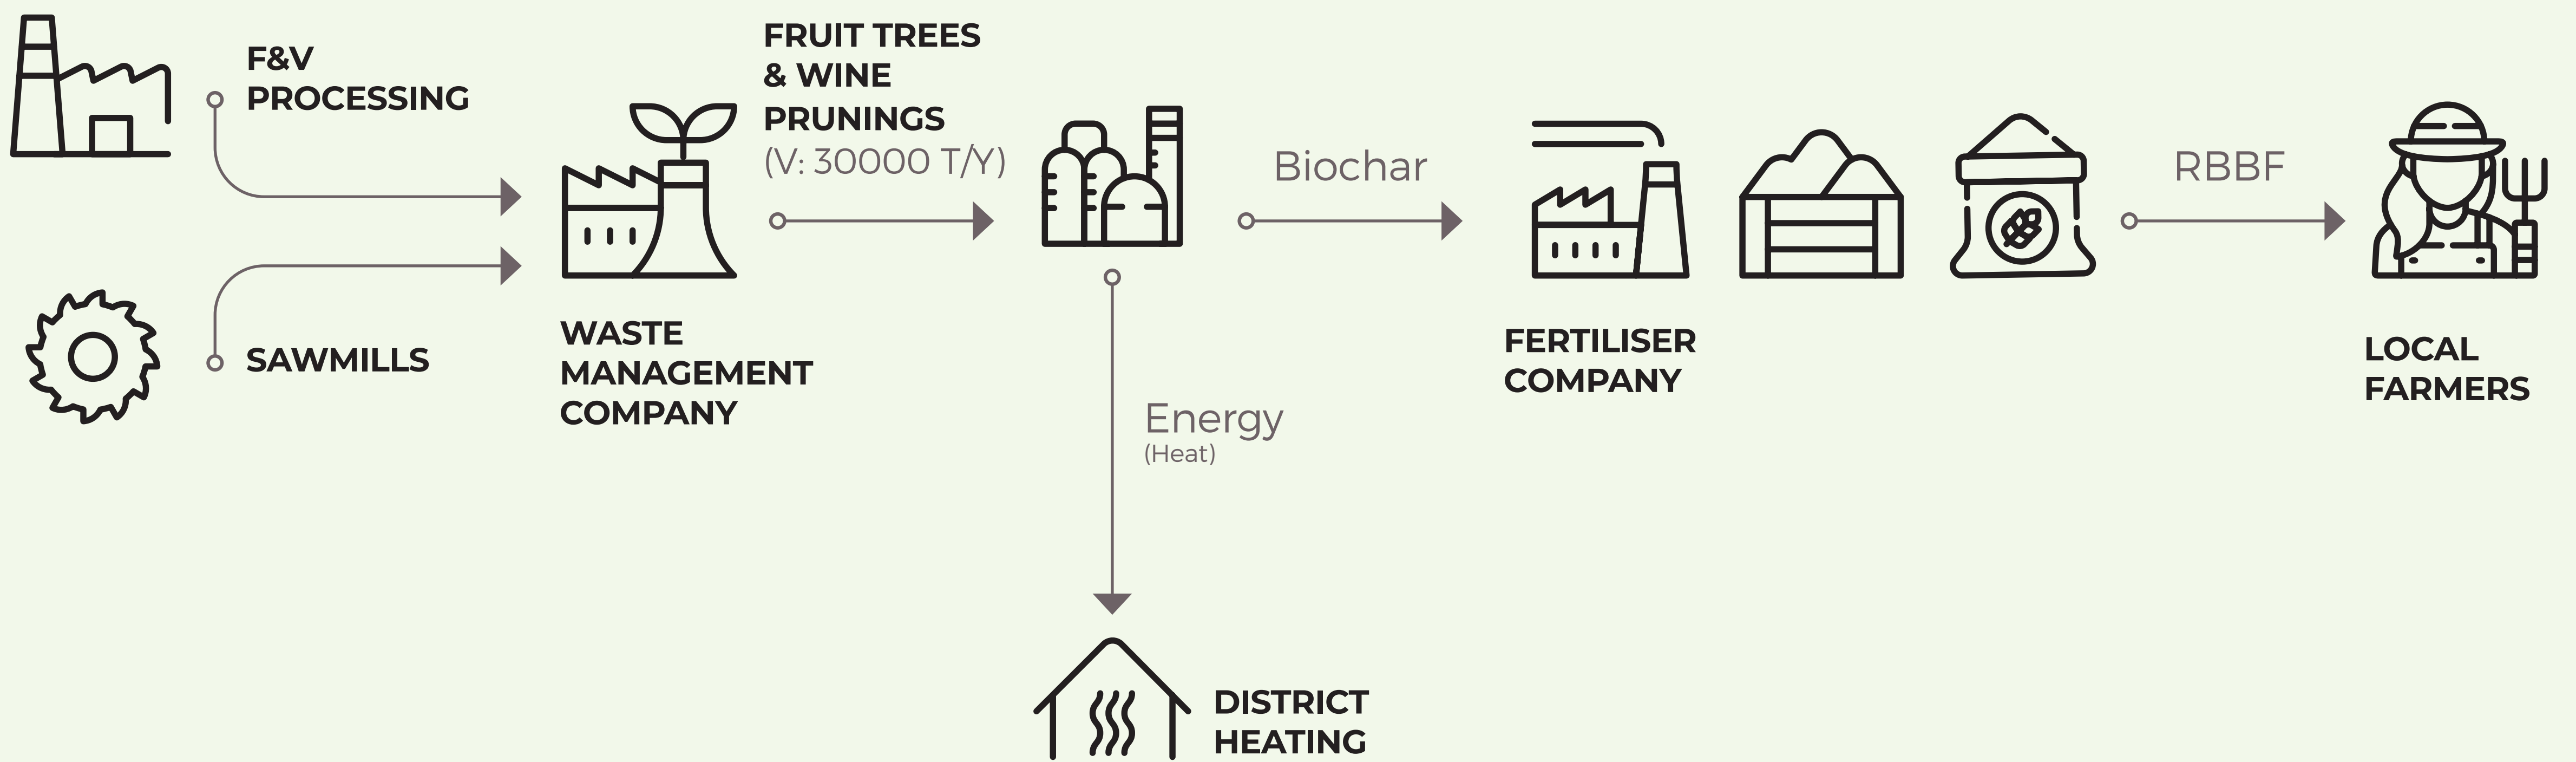 F&V
PROCESSING
SAWMILLS
WASTE
MANAGEMENT
COMPANY
FRUIT TREES
& WINE
PRUNINGS
(V: 30000 T/Y)
Biochar
Energy
(Heat)
DISTRICT
HEATING
FERTILISER
COMPANY
RBBF
LOCAL
FARMERS